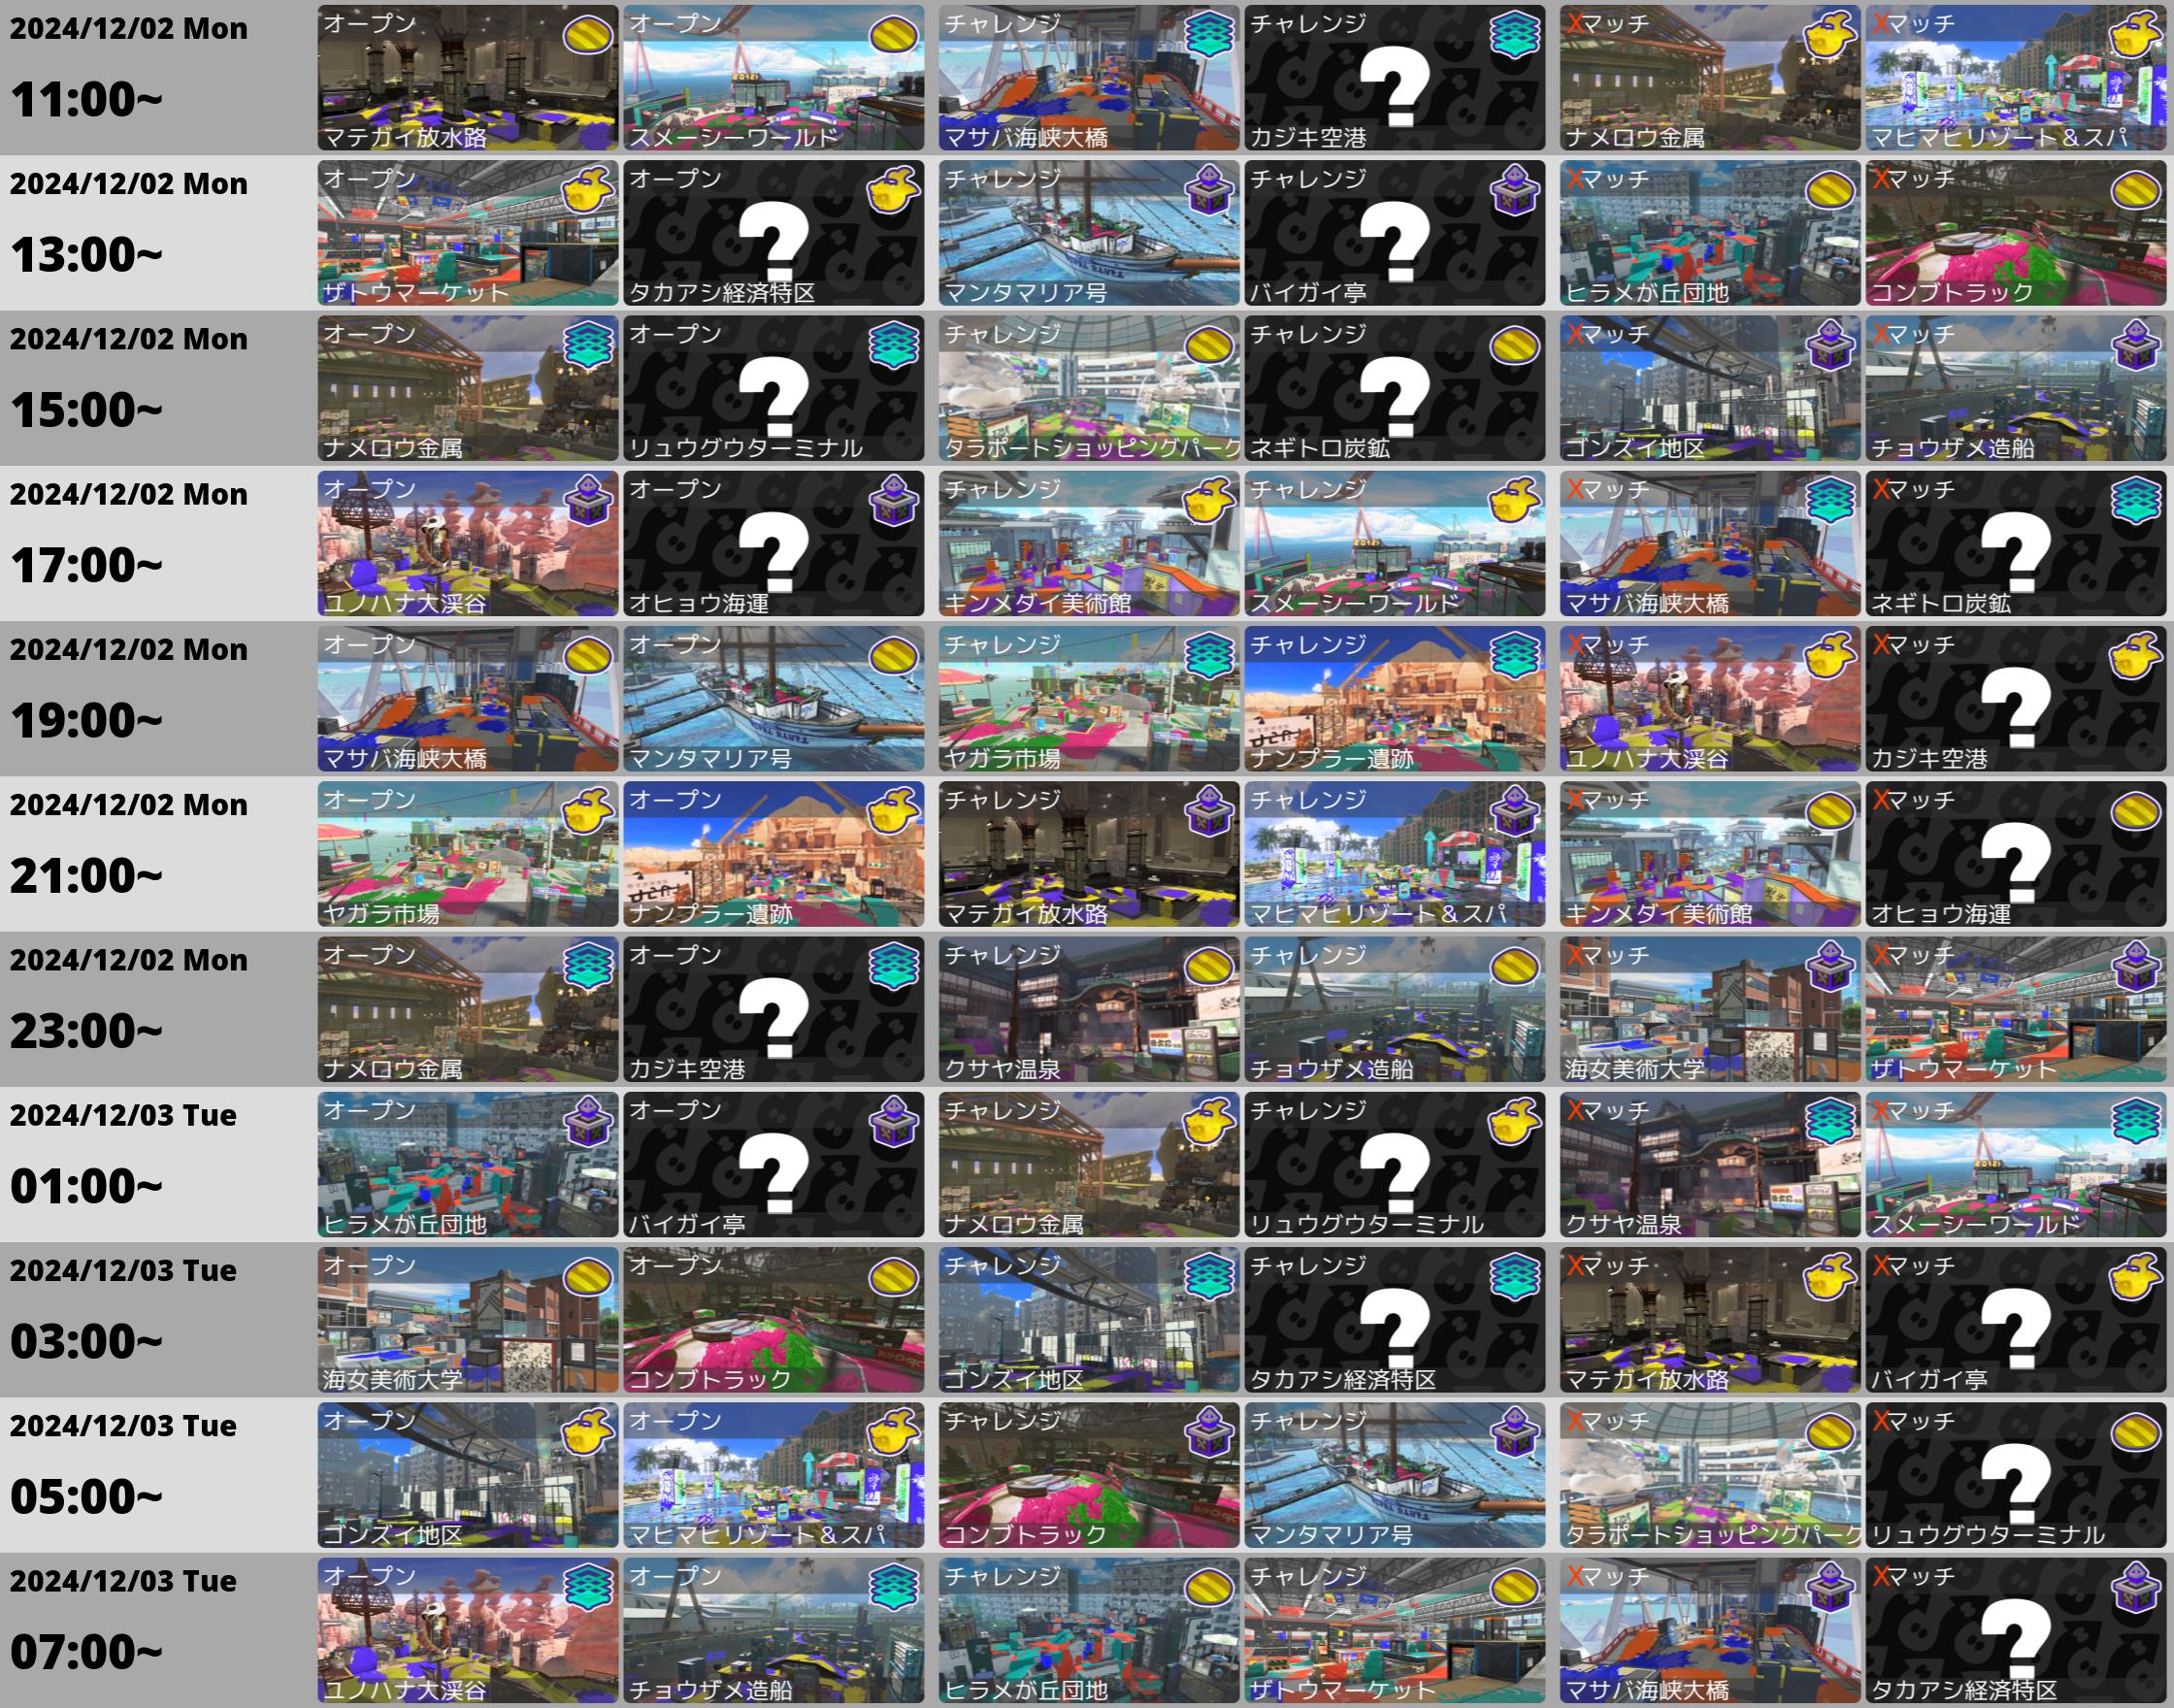 2024/12/02 Mon
11:00~
オープン
マテガイ放水路
オープン
スメーシーワールド
チャレンジ
マサバ海峡大橋
チャレンジ
?
カジキ空港
Xマッチ
ナメロウ金属
Xマッチ
マヒマヒリゾート&スパ
2024/12/02 Mon
13:00~
オープン
ザトウマーケット
オープン
?
タカアシ経済特区
チャレンジ
マンタマリア号
チャレンジ
?
バイガイ亭
Xマッチ
ヒラメが丘団地
Xマッチ
コンブトラック
2024/12/02 Mon
15:00~
オープン
ナメロウ金属
オープン
?
リュウグウターミナル
チャレンジ
タラポートショッピングパーク
チャレンジ
?
ネギトロ炭鉱
Xマッチ
ゴンズイ地区
Xマッチ
チョウザメ造船
2024/12/02 Mon
17:00~
オープン
ユノハナ大渓谷
オープン
?
オヒョウ海運
チャレンジ
キンメダイ美術館
チャレンジ
スメーシーワールド
Xマッチ
マサバ海峡大橋
Xマッチ
?
ネギトロ炭鉱
2024/12/02 Mon
19:00~
オープン
マサバ海峡大橋
オープン
マンタマリア号
チャレンジ
ヤガラ市場
チャレンジ
ナンプラー遺跡
Xマッチ
ユノハナ大渓谷
Xマッチ
?
カジキ空港
2024/12/02 Mon
21:00~
オープン
ヤガラ市場
オープン
ナンプラー遺跡
チャレンジ
マテガイ放水路
チャレンジ
マヒマヒリゾート&スパ
Xマッチ
キンメダイ美術館
Xマッチ
?
オヒョウ海運
2024/12/02 Mon
23:00~
オープン
ナメロウ金属
オープン
?
カジキ空港
チャレンジ
クサヤ温泉
チャレンジ
チョウザメ造船
Xマッチ
海女美術大学
Xマッチ
ザトウマーケット
2024/12/03 Tue
01:00~
オープン
ヒラメが丘団地
オープン
?
バイガイ亭
チャレンジ
ナメロウ金属
チャレンジ
?
リュウグウターミナル
Xマッチ
クサヤ温泉
Xマッチ
スメーシーワールド
2024/12/03 Tue
03:00~
オープン
海女美術大学
オープン
コンブトラック
チャレンジ
ゴンズイ地区
チャレンジ
?
タカアシ経済特区
Xマッチ
マテガイ放水路
Xマッチ
?
バイガイ亭
2024/12/03 Tue
05:00~
オープン
ゴンズイ地区
オープン
マヒマヒリゾート&スパ
チャレンジ
コンブトラック
チャレンジ
マンタマリア号
Xマッチ
タラポートショッピングパーク
Xマッチ
?
リュウグウターミナル
2024/12/03 Tue
07:00~
オープン
ユノハナ大渓谷
オープン
チョウザメ造船
チャレンジ
ヒラメが丘団地
チャレンジ
ザトウマーケット
Xマッチ
マサバ海峡大橋
Xマッチ
?
タカアシ経済特区